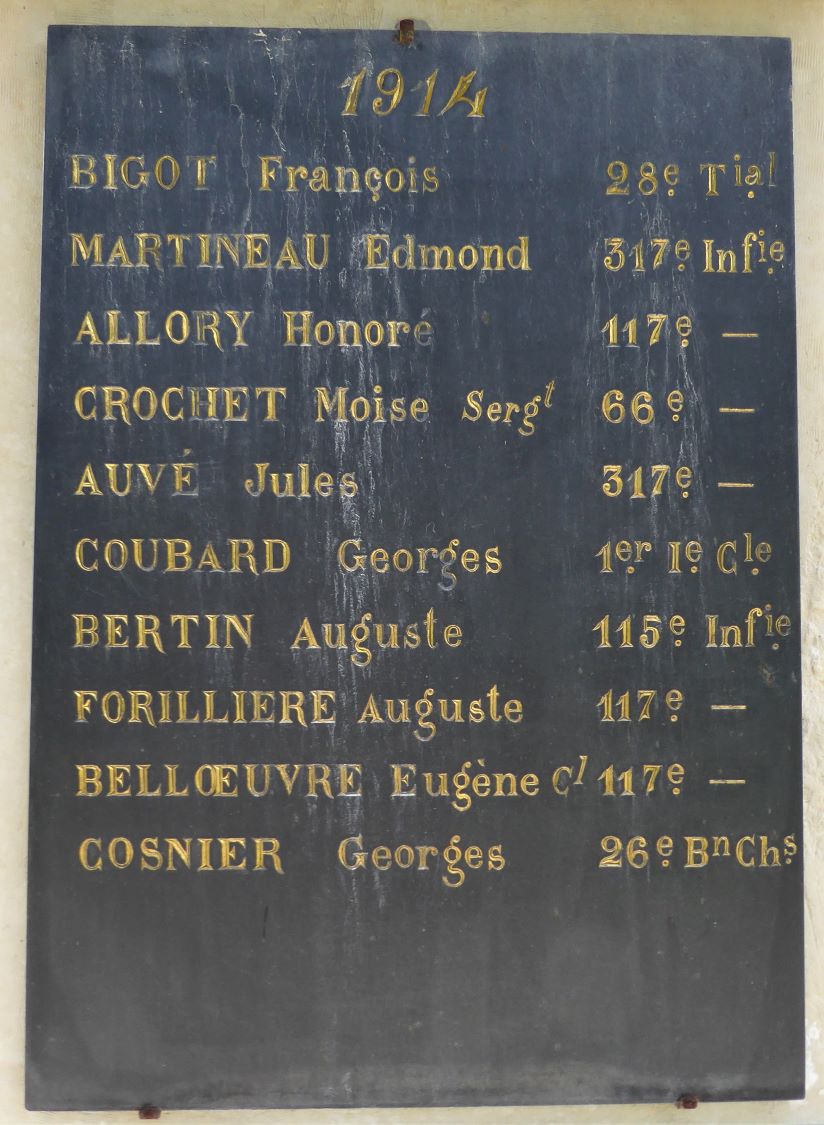 1914
BIGOT François 28e Tial
MARTINEAU Edmond 317e Infie
ALLORY Honoré 117e —
CROCHET Moise Sergt 66e —
AUVÉ Jules 317e —
COUBARD Georges 1er Ie Cle
BERTIN Auguste 115e Infie
FORILLIERE Auguste 117e —
BELLŒUVRE Eugène Cl 117e —
COSNIER Georges 26e Bn Chs